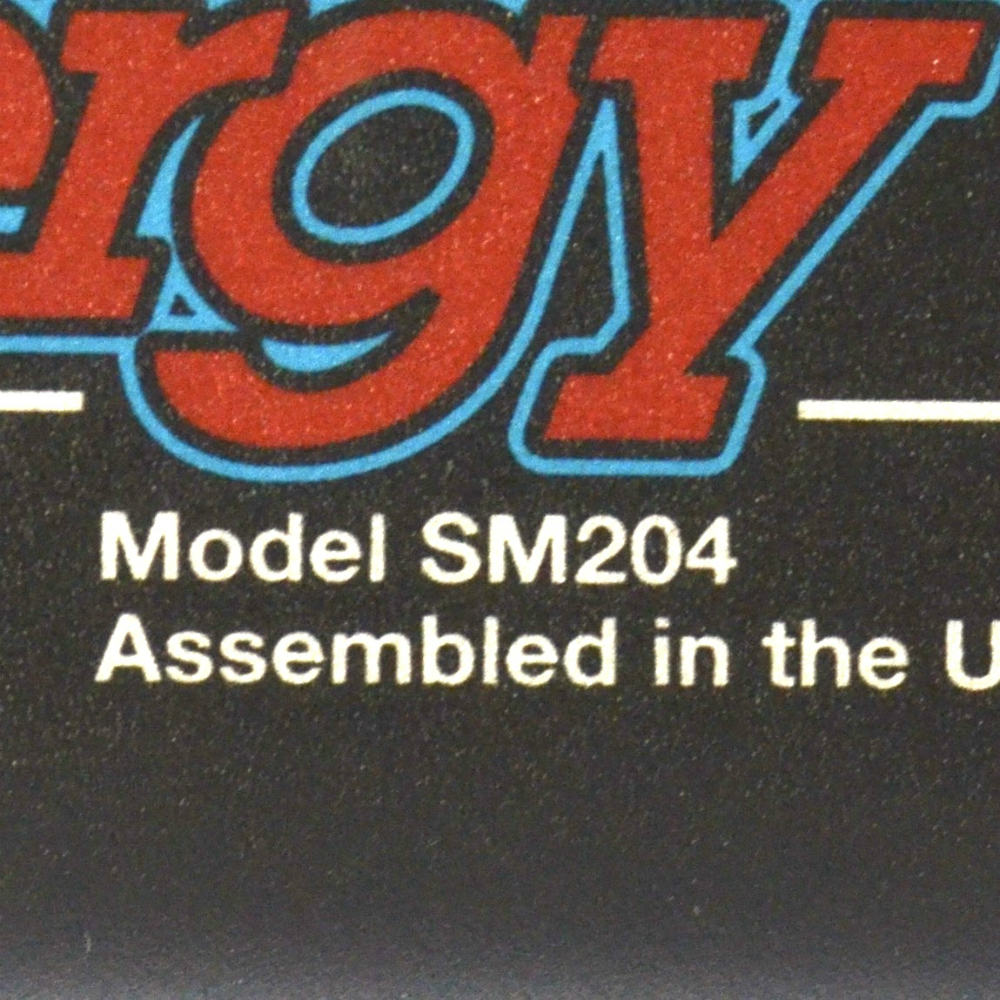 ergy
Model SM204
Assembled in the U